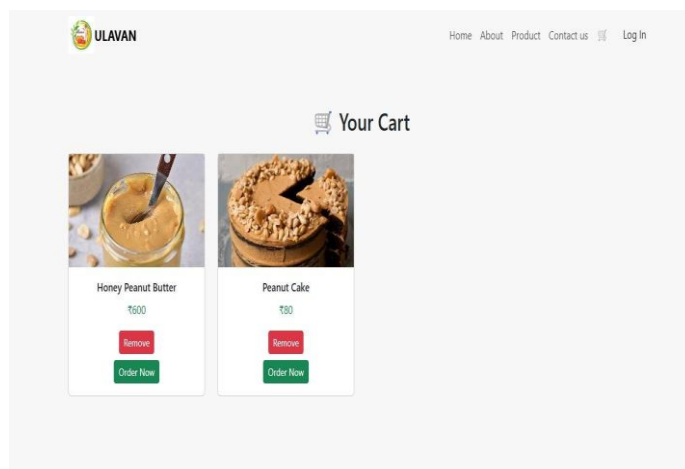 ULAVAN
Home About Product Contact us 🛒 Log In
🛒 Your Cart
Honey Peanut Butter
₹600
Remove
Order Now
Peanut Cake
₹80
Remove
Order Now